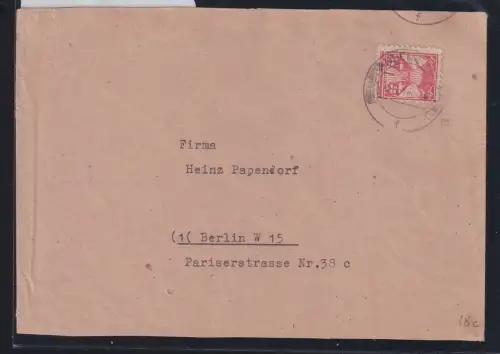 f
f
Firma
Heinz Papendorf
(1( Berlin W 15
Pariserstrasse Nr.38 c
18c